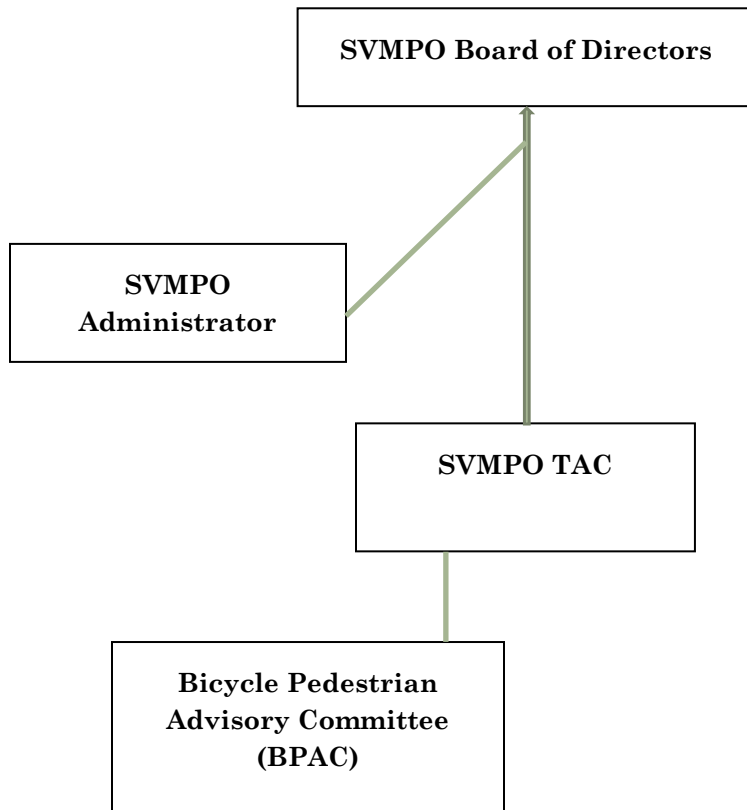 SVMPO Board of Directors
SVMPO
Administrator
SVMPO TAC
Bicycle Pedestrian
Advisory Committee
(BPAC)